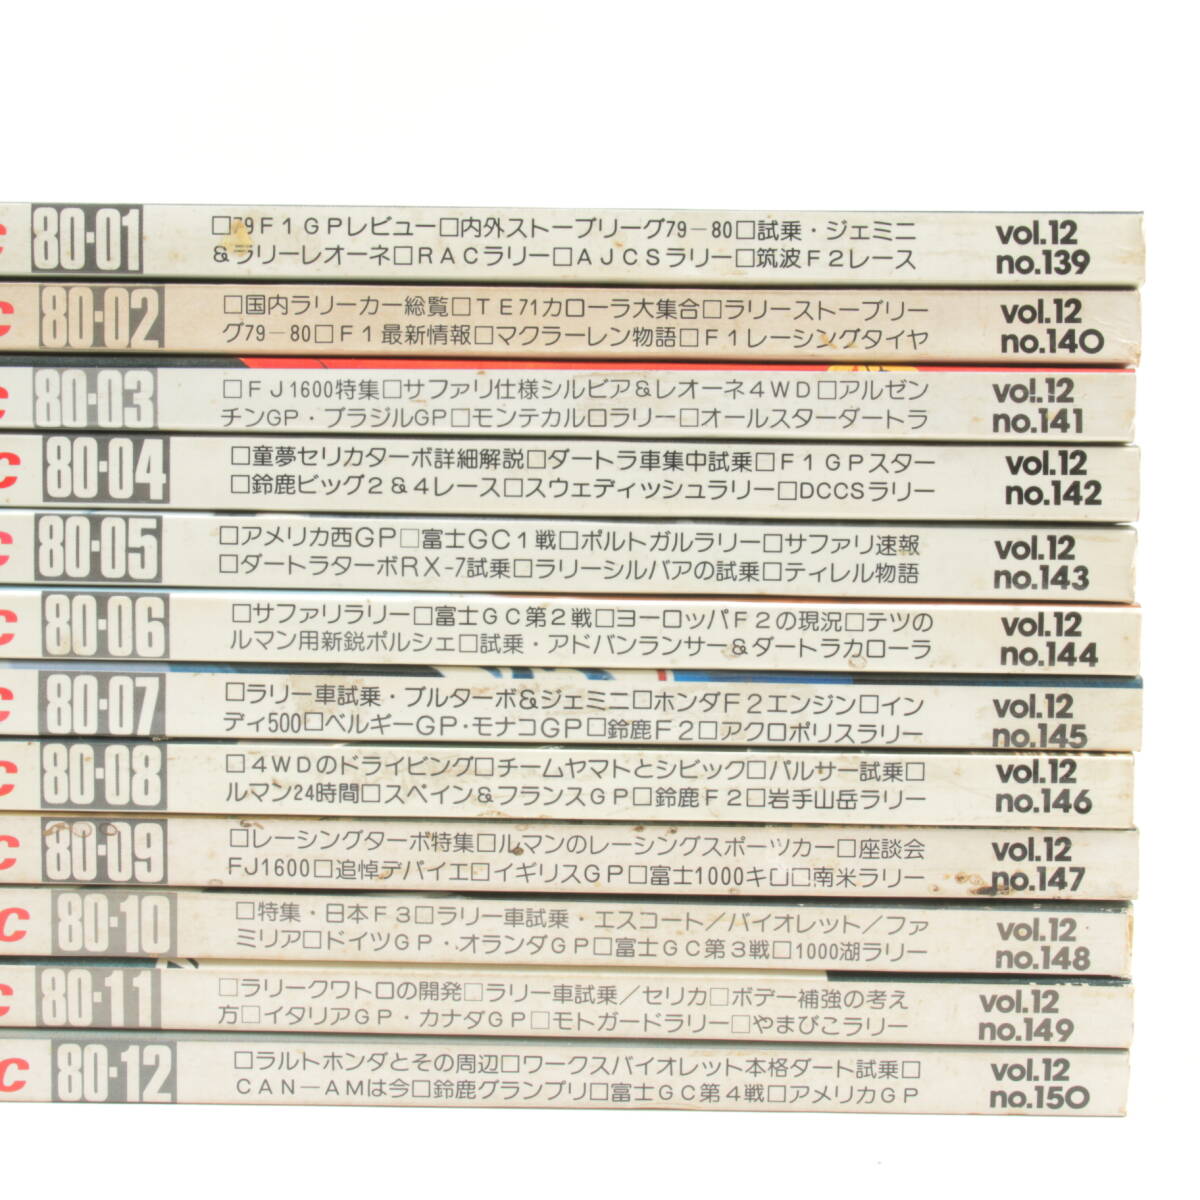 c 80-01
□'79F1GPレビュー□内外ストーブリーグ79－80□試乗・ジェミニ
&ラリーレオーネ□RACラリー□AJCSラリー□筑波F2レース
vol.12
no.139
c 80-02
□国内ラリーカー総覧□TE71カローラ大集合□ラリーストーブリー
グ79－80□F1最新情報□マクラーレン物語□F1レーシングタイヤ
vol.12
no.140
c 80-03
□FJ1600特集□サファリ仕様シルビア&レオーネ4WD□アルゼン
チンGP・ブラジルGP□モンテカルロラリー□オールスターダートラ
vol.12
no.141
c 80-04
□童夢セリカターボ詳細解説□ダートラ車集中試乗□F1GPスター
□鈴鹿ビッグ2&4レース□スウェディッシュラリー□DCCSラリー
vol.12
no.142
c 80-05
□アメリカ西GP□富士GC1戦□ポルトガルラリー□サファリ速報
□ダートラターボRX-7試乗□ラリーシルバアの試乗□ティレル物語
vol.12
no.143
c 80-06
□サファリラリー□富士GC第2戦□ヨーロッパF2の現況□テツの
ルマン用新鋭ポルシェ□試乗・アドバンランサー&ダートラカローラ
vol.12
no.144
c 80-07
□ラリー車試乗・ブルターボ&ジェミニ□ホンダF2エンジン□イン
ディ500□ベルギーGP・モナコGP□鈴鹿F2□アクロポリスラリー
vol.12
no.145
c 80-08
□4WDのドライビング□チームヤマトとシビック□パルサー試乗□
ルマン24時間□スペイン&フランスGP□鈴鹿F2□岩手山岳ラリー
vol.12
no.146
c 80-09
□レーシングターボ特集□ルマンのレーシングスポーツカー□座談会
FJ1600□追悼デパイエ□イギリスGP□富士1000キロ□南米ラリー
vol.12
no.147
c 80-10
□特集・日本F3□ラリー車試乗・エスコート／バイオレット／ファ
ミリア□ドイツGP・オランダGP□富士GC第3戦□1000湖ラリー
vol.12
no.148
c 80-11
□ラリークワトロの開発□ラリー車試乗／セリカ□ボデー補強の考え
方□イタリアGP・カナダGP□モトガードラリー□やまびこラリー
vol.12
no.149
c 80-12
□ラルトホンダとその周辺□ワークスバイオレット本格ダート試乗□
CAN－AMは今□鈴鹿グランプリ□富士GC第4戦□アメリカGP
vol.12
no.150